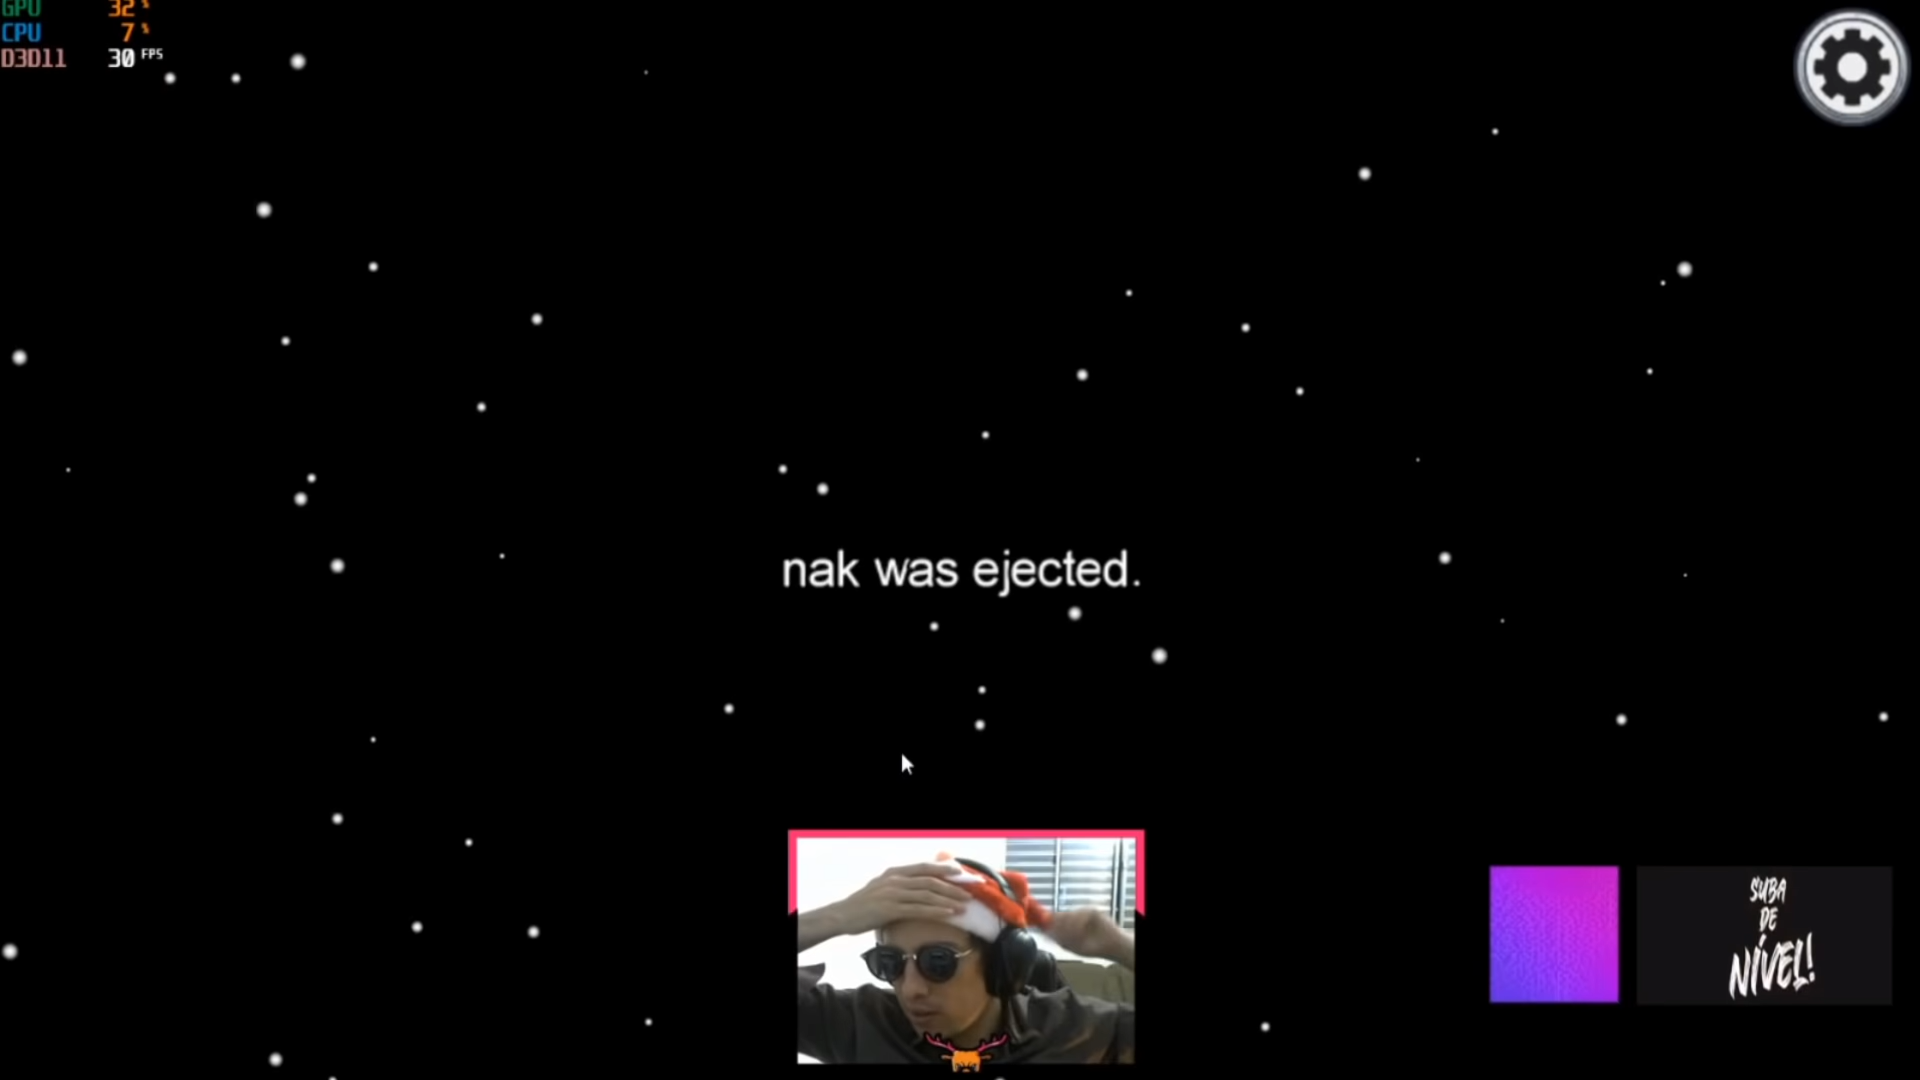 GPU 32 %
CPU 7 %
D3D11 30 FPS
nak was ejected.
SUBA
DE
NÍVEL!